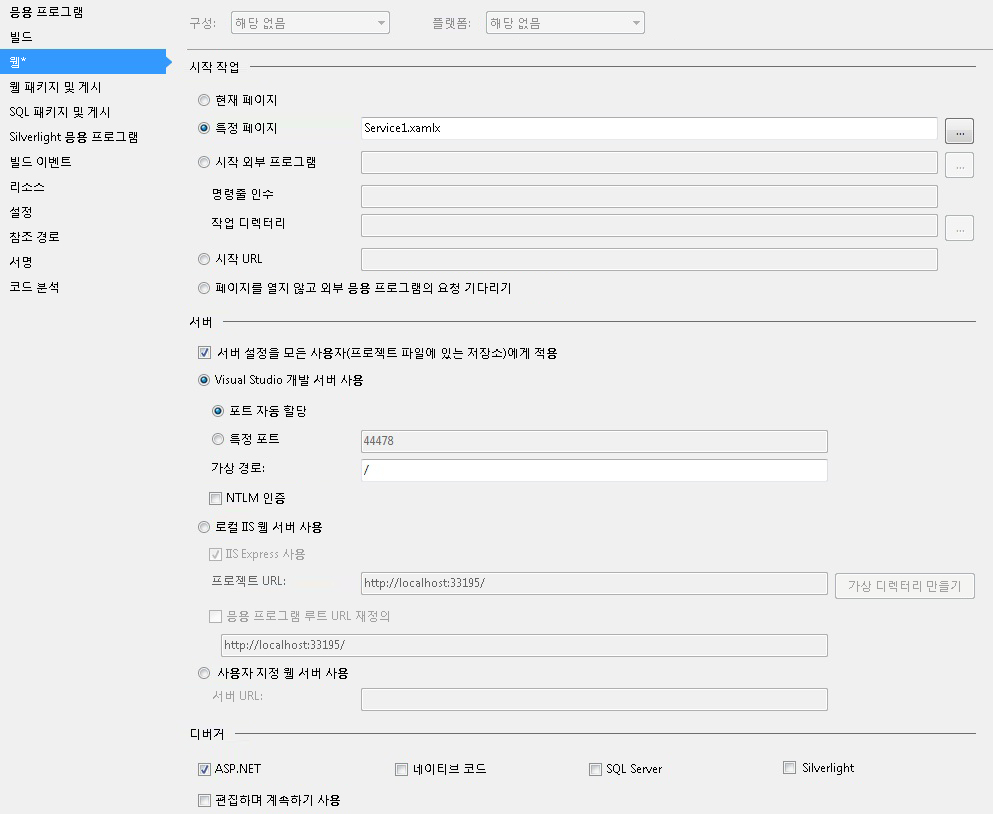 응용 프로그램
빌드
웹*
웹 패키지 및 게시
SQL 패키지 및 게시
Silverlight 응용 프로그램
빌드 이벤트
리소스
설정
참조 경로
서명
코드 분석
구성: 해당 없음 플랫폼: 해당 없음
시작 작업
현재 페이지
특정 페이지 Service1.xamlx ...
시작 외부 프로그램 ...
명령줄 인수
작업 디렉터리 ...
시작 URL
페이지를 열지 않고 외부 응용 프로그램의 요청 기다리기
서버
서버 설정을 모든 사용자(프로젝트 파일에 있는 저장소)에게 적용
Visual Studio 개발 서버 사용
포트 자동 할당
특정 포트 44478
가상 경로: /
NTLM 인증
로컬 IIS 웹 서버 사용
IIS Express 사용
프로젝트 URL: http://localhost:33195/ 가상 디렉터리 만들기
응용 프로그램 루트 URL 재정의
http://localhost:33195/
사용자 지정 웹 서버 사용
서버 URL:
디버거
ASP.NET 네이티브 코드 SQL Server Silverlight
편집하며 계속하기 사용